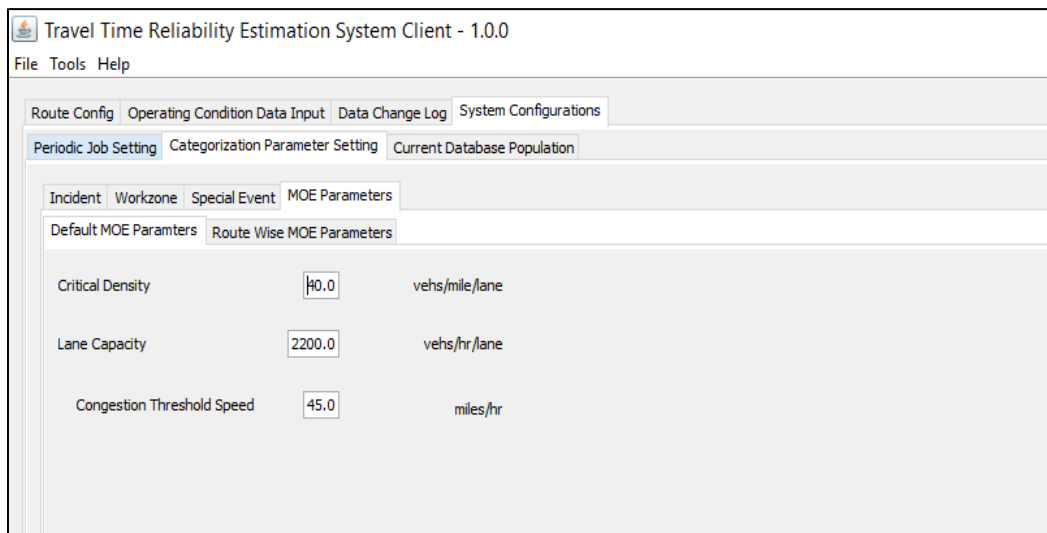 Travel Time Reliability Estimation System Client - 1.0.0
File Tools Help
Route Config Operating Condition Data Input Data Change Log System Configurations
Periodic Job Setting Categorization Parameter Setting Current Database Population
Incident Workzone Special Event MOE Parameters
Default MOE Paramters Route Wise MOE Parameters
Critical Density 40.0 vehs/mile/lane
Lane Capacity 2200.0 vehs/hr/lane
Congestion Threshold Speed 45.0 miles/hr